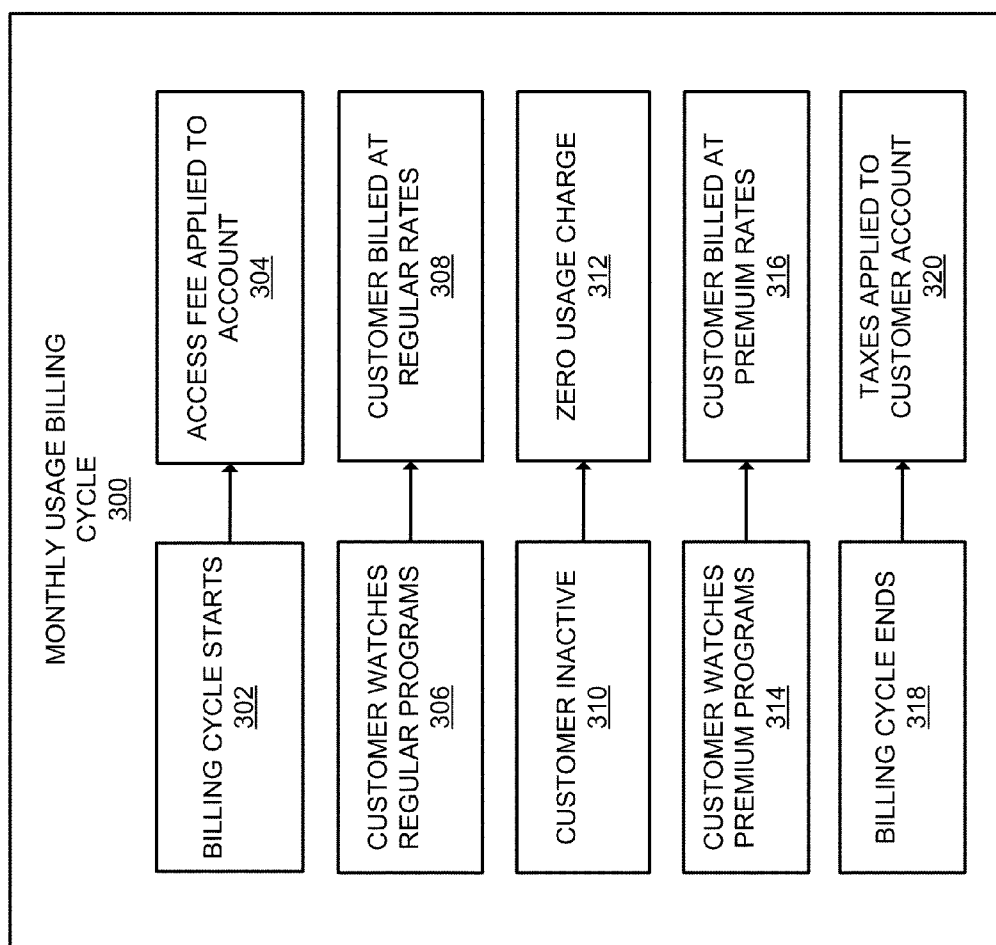 MONTHLY USAGE BILLING
CYCLE
300
BILLING CYCLE STARTS
302
ACCESS FEE APPLIED TO
ACCOUNT
304
CUSTOMER WATCHES
REGULAR PROGRAMS
306
CUSTOMER BILLED AT
REGULAR RATES
308
CUSTOMER INACTIVE
310
ZERO USAGE CHARGE
312
CUSTOMER WATCHES
PREMIUM PROGRAMS
314
CUSTOMER BILLED AT
PREMUIM RATES
316
BILLING CYCLE ENDS
318
TAXES APPLIED TO
CUSTOMER ACCOUNT
320